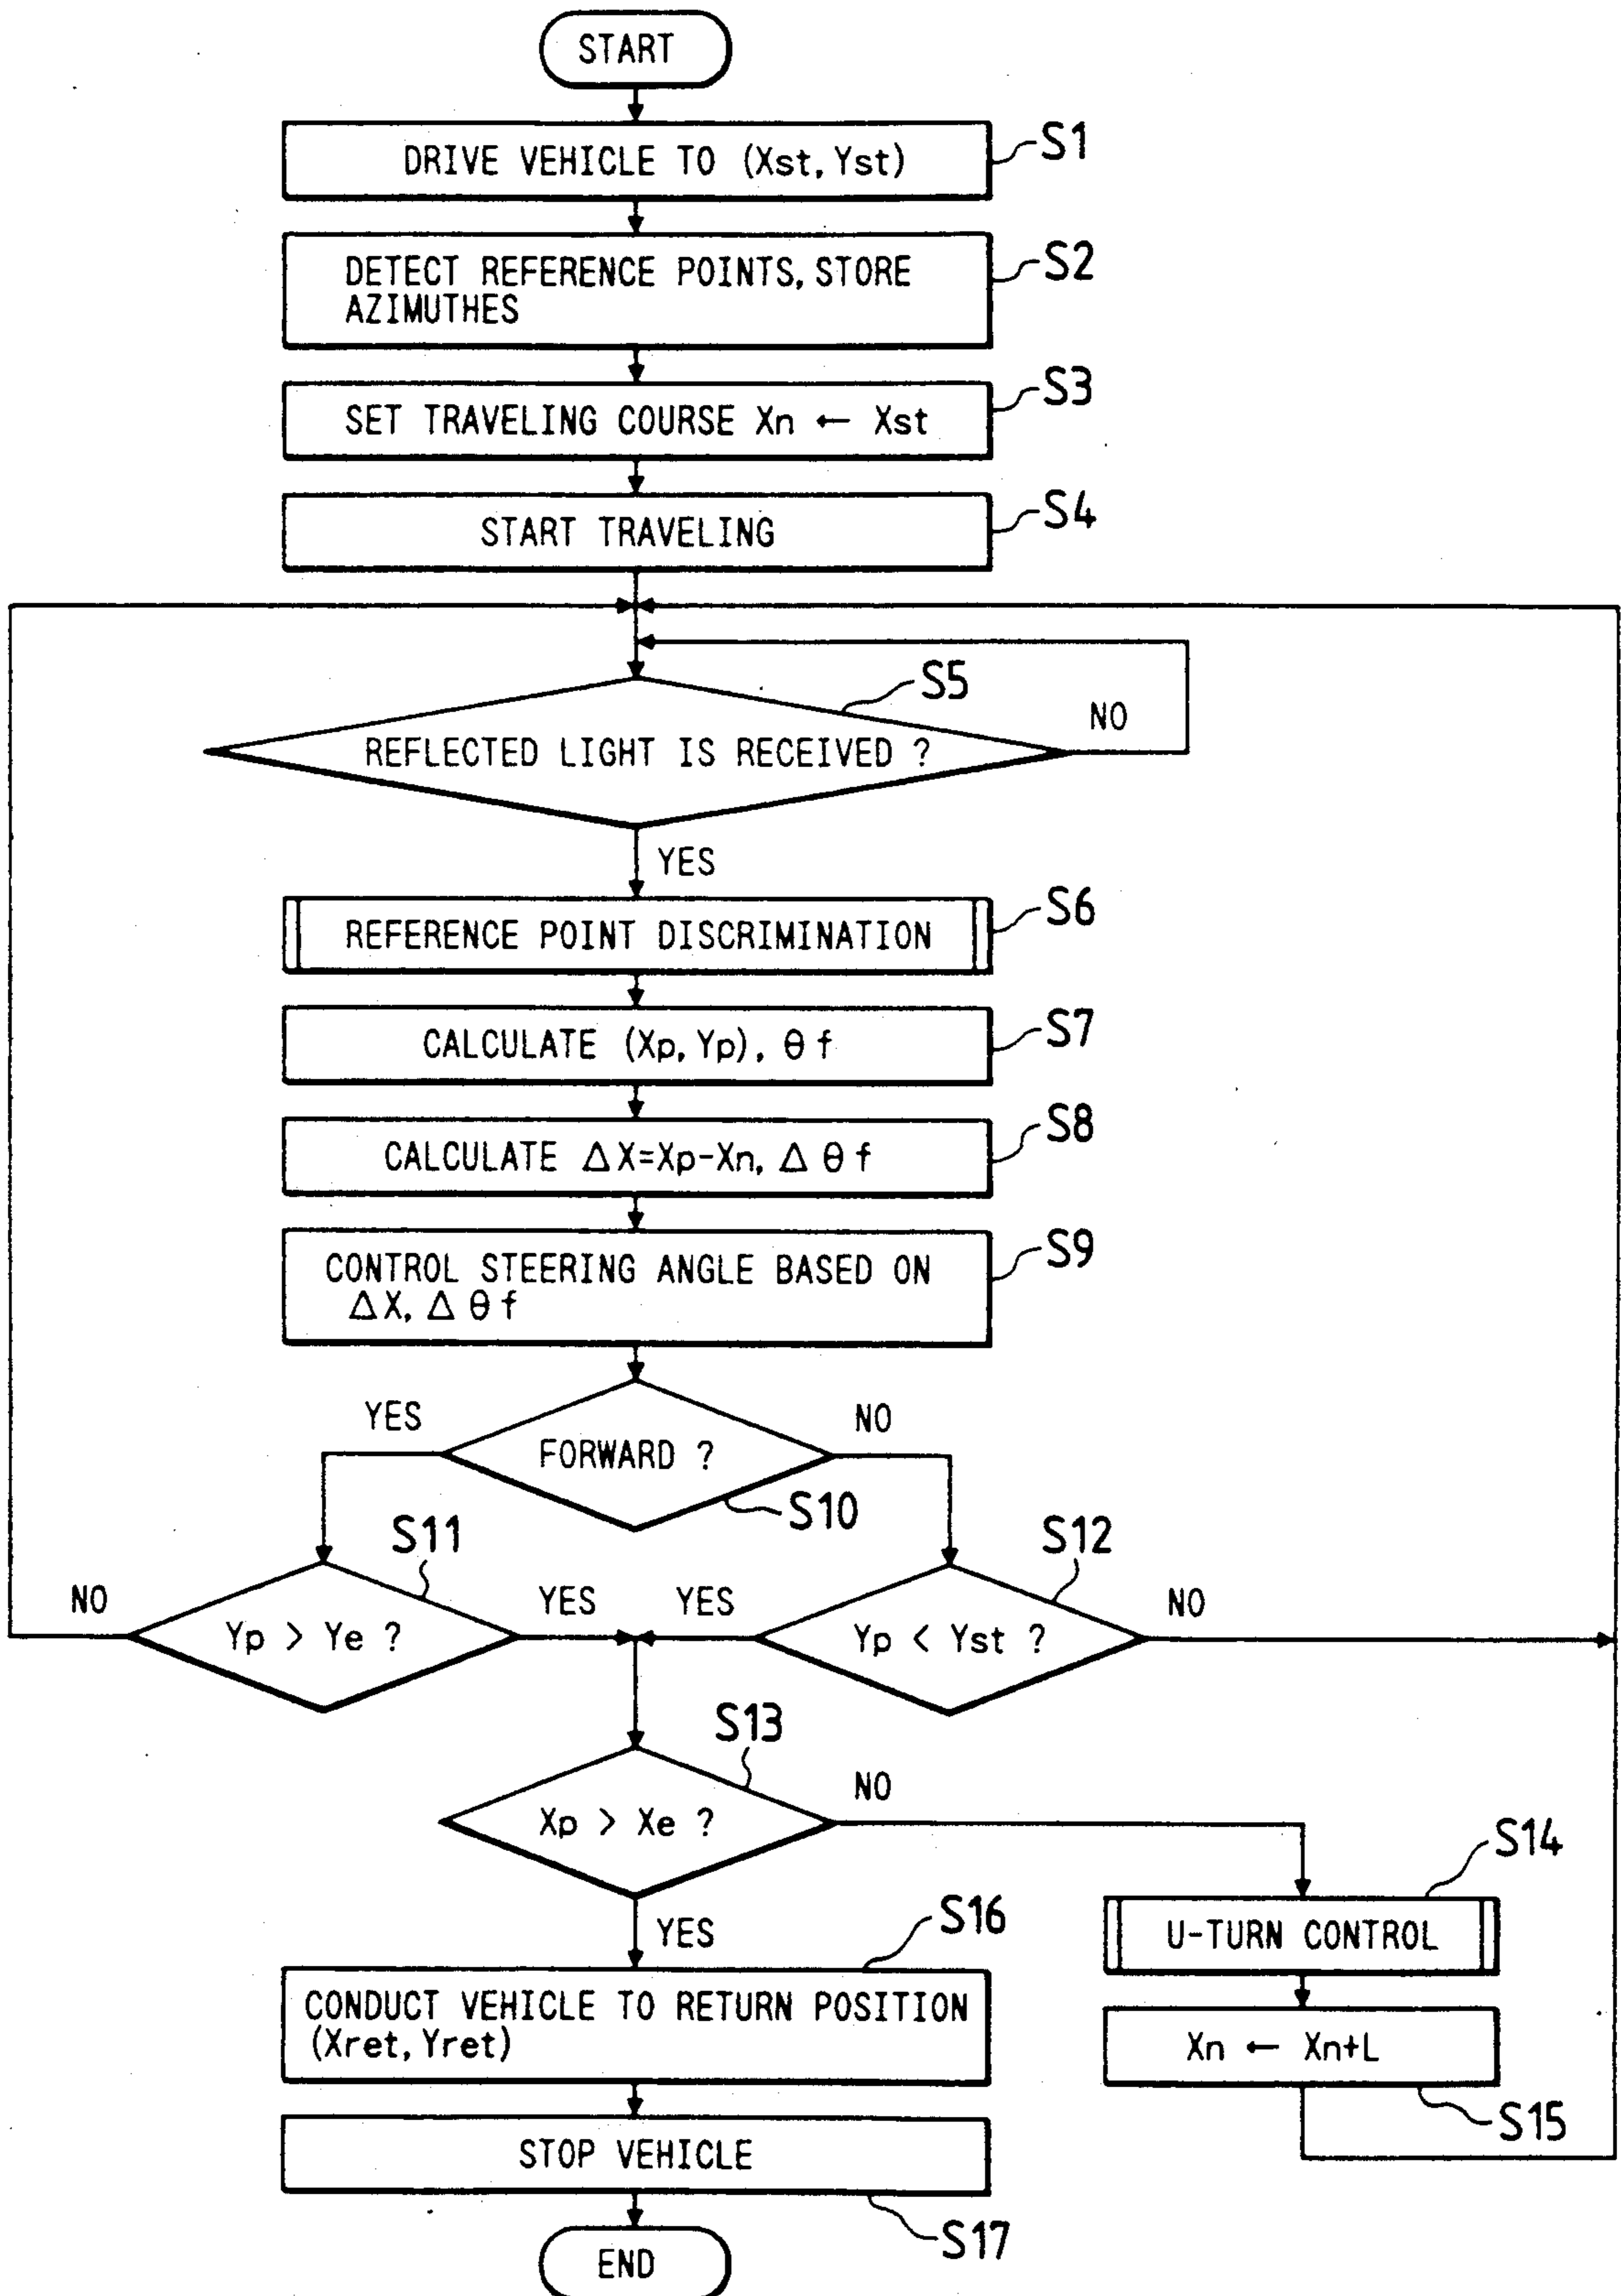 START
DRIVE VEHICLE TO (Xst, Yst)
S1
DETECT REFERENCE POINTS, STORE
AZIMUTHES
S2
SET TRAVELING COURSE Xn ← Xst
S3
START TRAVELING
S4
S5
NO
REFLECTED LIGHT IS RECEIVED ?
YES
REFERENCE POINT DISCRIMINATION
S6
CALCULATE (Xp, Yp), θf
S7
CALCULATE ΔX=Xp-Xn, Δθf
S8
CONTROL STEERING ANGLE BASED ON
ΔX, Δθf
S9
YES
NO
FORWARD ?
S10
S11
S12
NO
YES
YES
NO
Yp > Ye ?
Yp < Yst ?
S13
NO
Xp > Xe ?
S14
YES
S16
U-TURN CONTROL
CONDUCT VEHICLE TO RETURN POSITION
(Xret, Yret)
Xn ← Xn+L
S15
STOP VEHICLE
S17
END